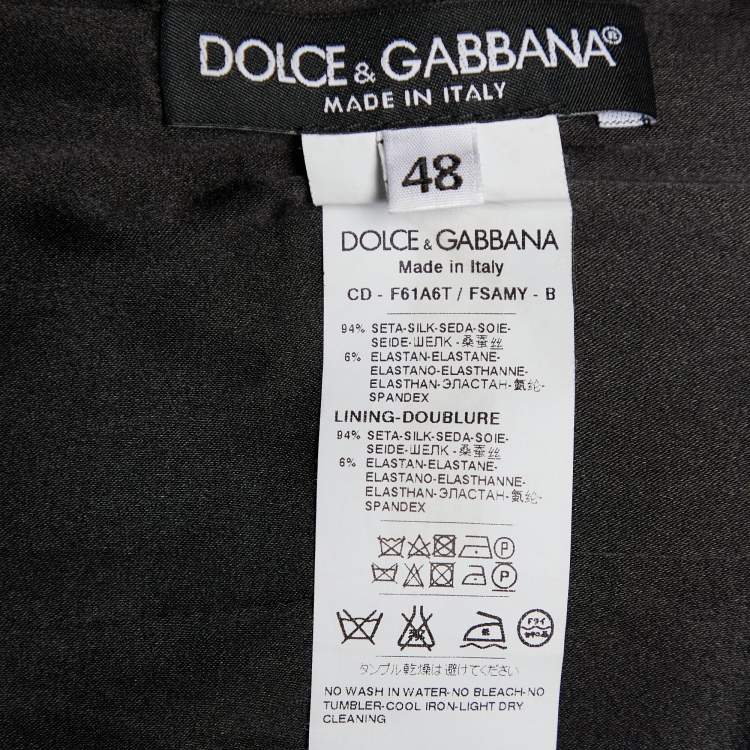 DOLCE & GABBANA®
MADE IN ITALY
48
DOLCE & GABBANA
Made in Italy
CD - F61A6T / FSAMY - B
94% SETA-SILK-SEDA-SOIE-
SEIDE-ШЕЛК -桑蚕丝
6% ELASTAN-ELASTANE-
ELASTANO-ELASTHANNE-
ELASTHAN-ЭЛАСТАН-氨纶-
SPANDEX
LINING-DOUBLURE
94% SETA-SILK-SEDA-SOIE-
SEIDE-ШЕЛК -桑蚕丝
6% ELASTAN-ELASTANE-
ELASTANO-ELASTHANNE-
ELASTHAN-ЭЛАСТАН-氨纶-
SPANDEX
P
P
低 ドライ
タンブル乾燥は避けてください
NO WASH IN WATER-NO BLEACH-NO
TUMBLER-COOL IRON-LIGHT DRY
CLEANING